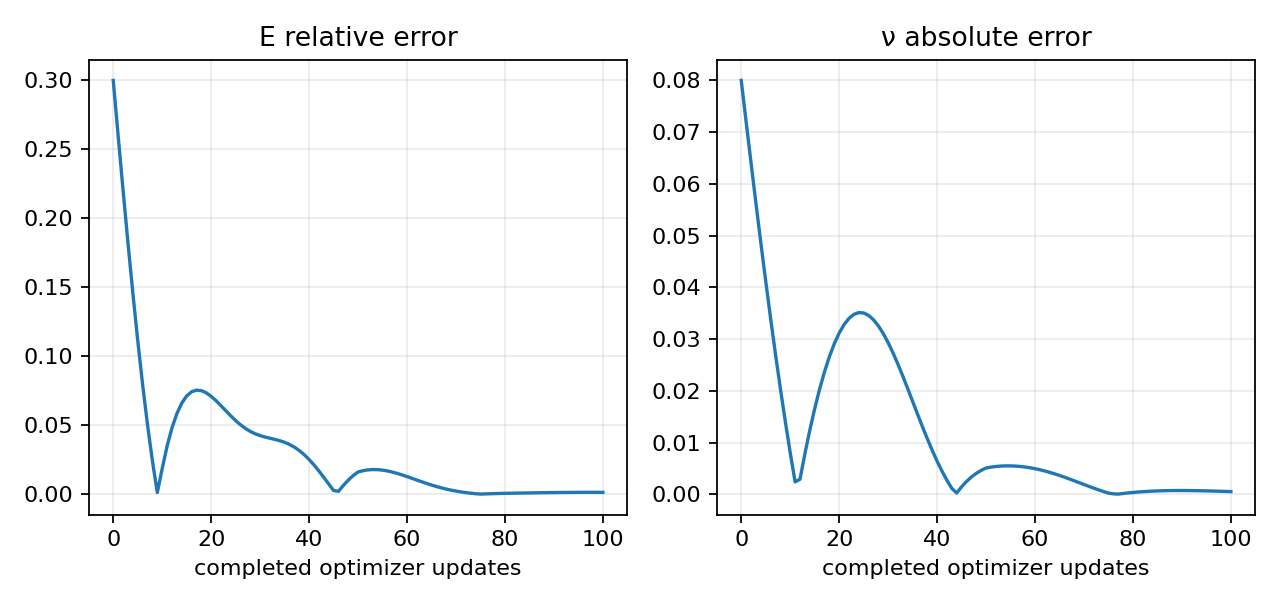 E relative error
0.30
0.25
0.20
0.15
0.10
0.05
0.00
0 20 40 60 80 100
completed optimizer updates
ν absolute error
0.08
0.07
0.06
0.05
0.04
0.03
0.02
0.01
0.00
0 20 40 60 80 100
completed optimizer updates